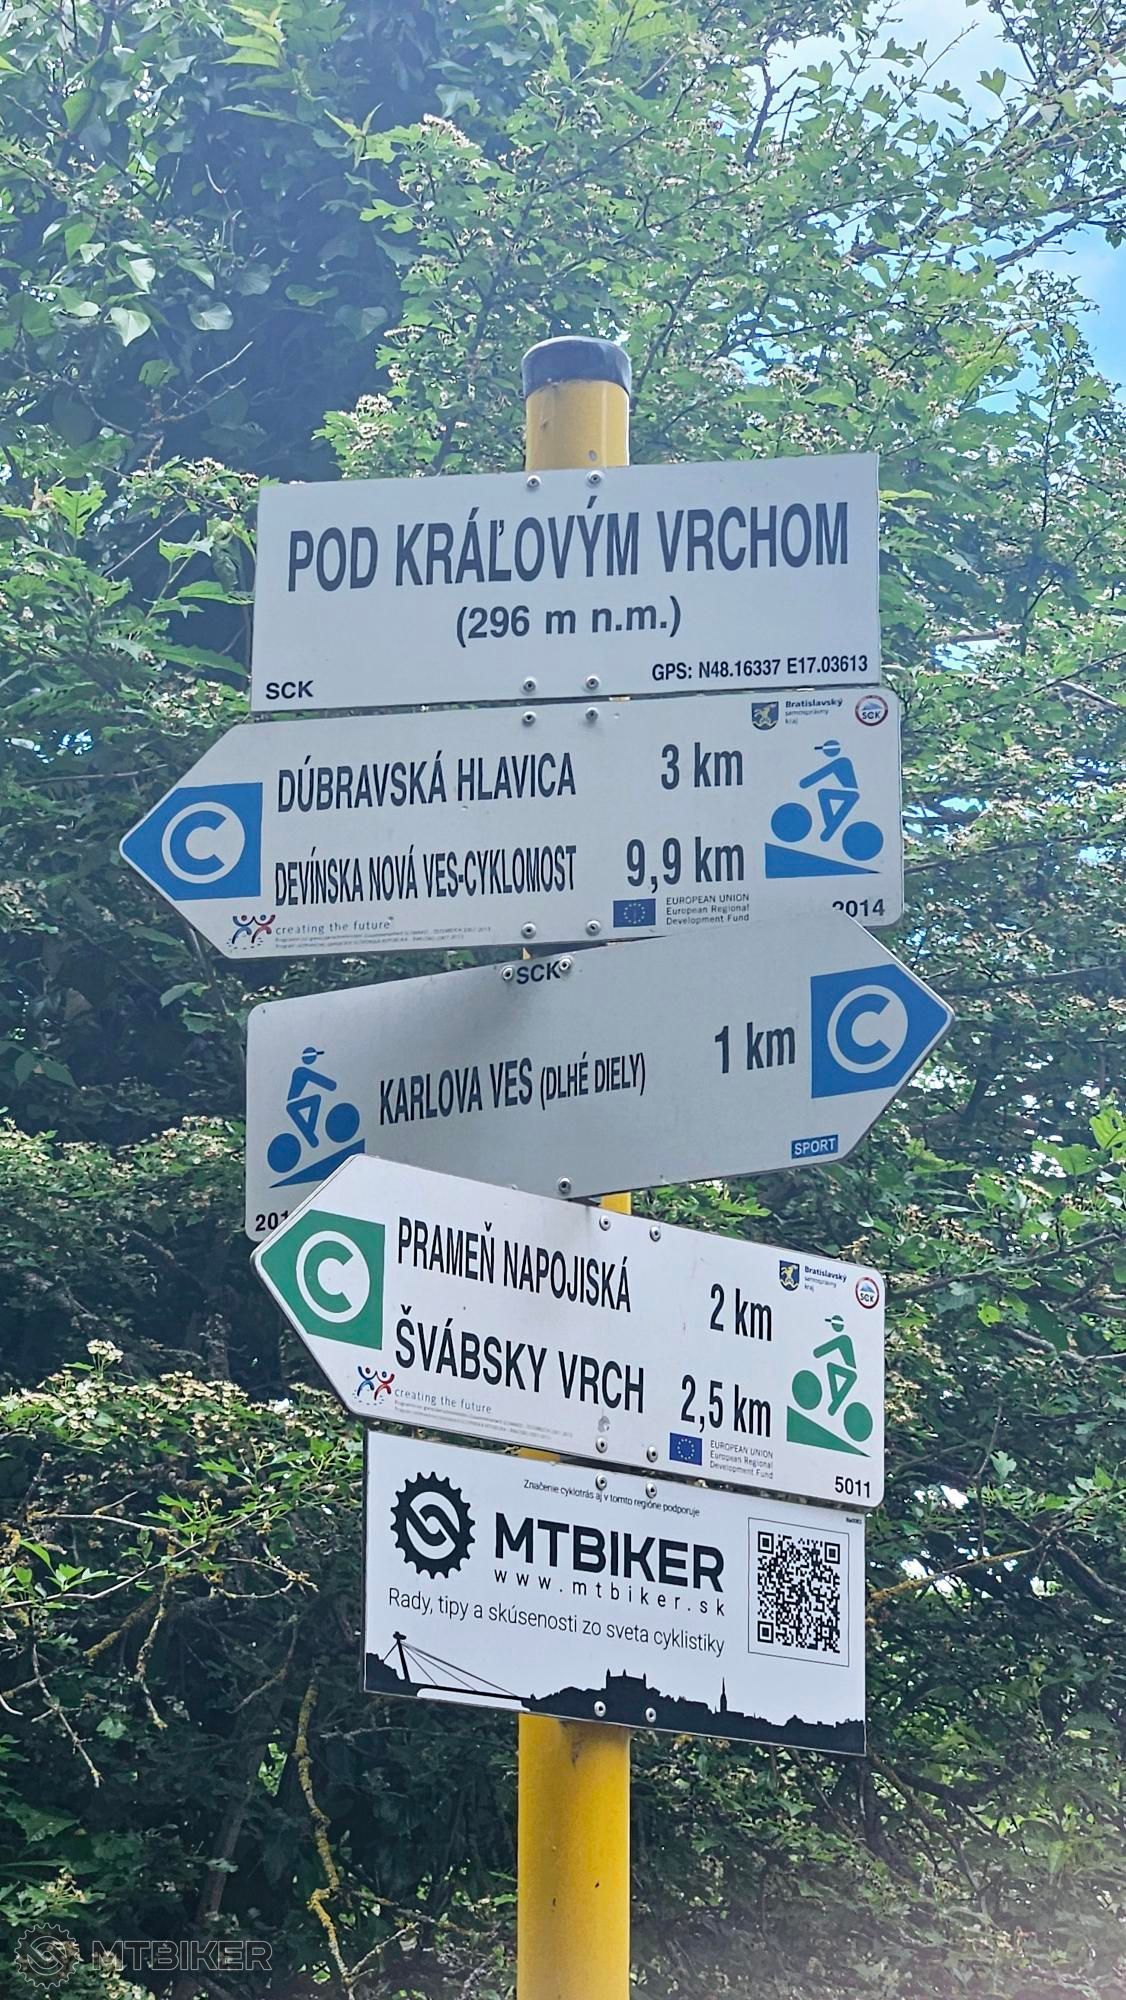 POD KRÁĽOVÝM VRCHOM
(296 m n.m.)
SCK
GPS: N48.16337 E17.03613
Bratislavský
samosprávny
kraj
SCK
C
DÚBRAVSKÁ HLAVICA 3 km
DEVÍNSKA NOVÁ VES-CYKLOMOST 9,9 km
creating the future
EUROPEAN UNION
European Regional
Development Fund
2014
SCK
KARLOVA VES (DLHÉ DIELY) 1 km
C
SPORT
201
C
PRAMEŇ NAPOJISKÁ 2 km
ŠVÁBSKY VRCH 2,5 km
Bratislavský
samosprávny
kraj
SCK
creating the future
EUROPEAN UNION
European Regional
Development Fund
5011
Značenie cyklotrás aj v tomto regióne podporuje
MTBIKER
www.mtbiker.sk
Rady, tipy a skúsenosti zo sveta cyklistiky
MTBIKER